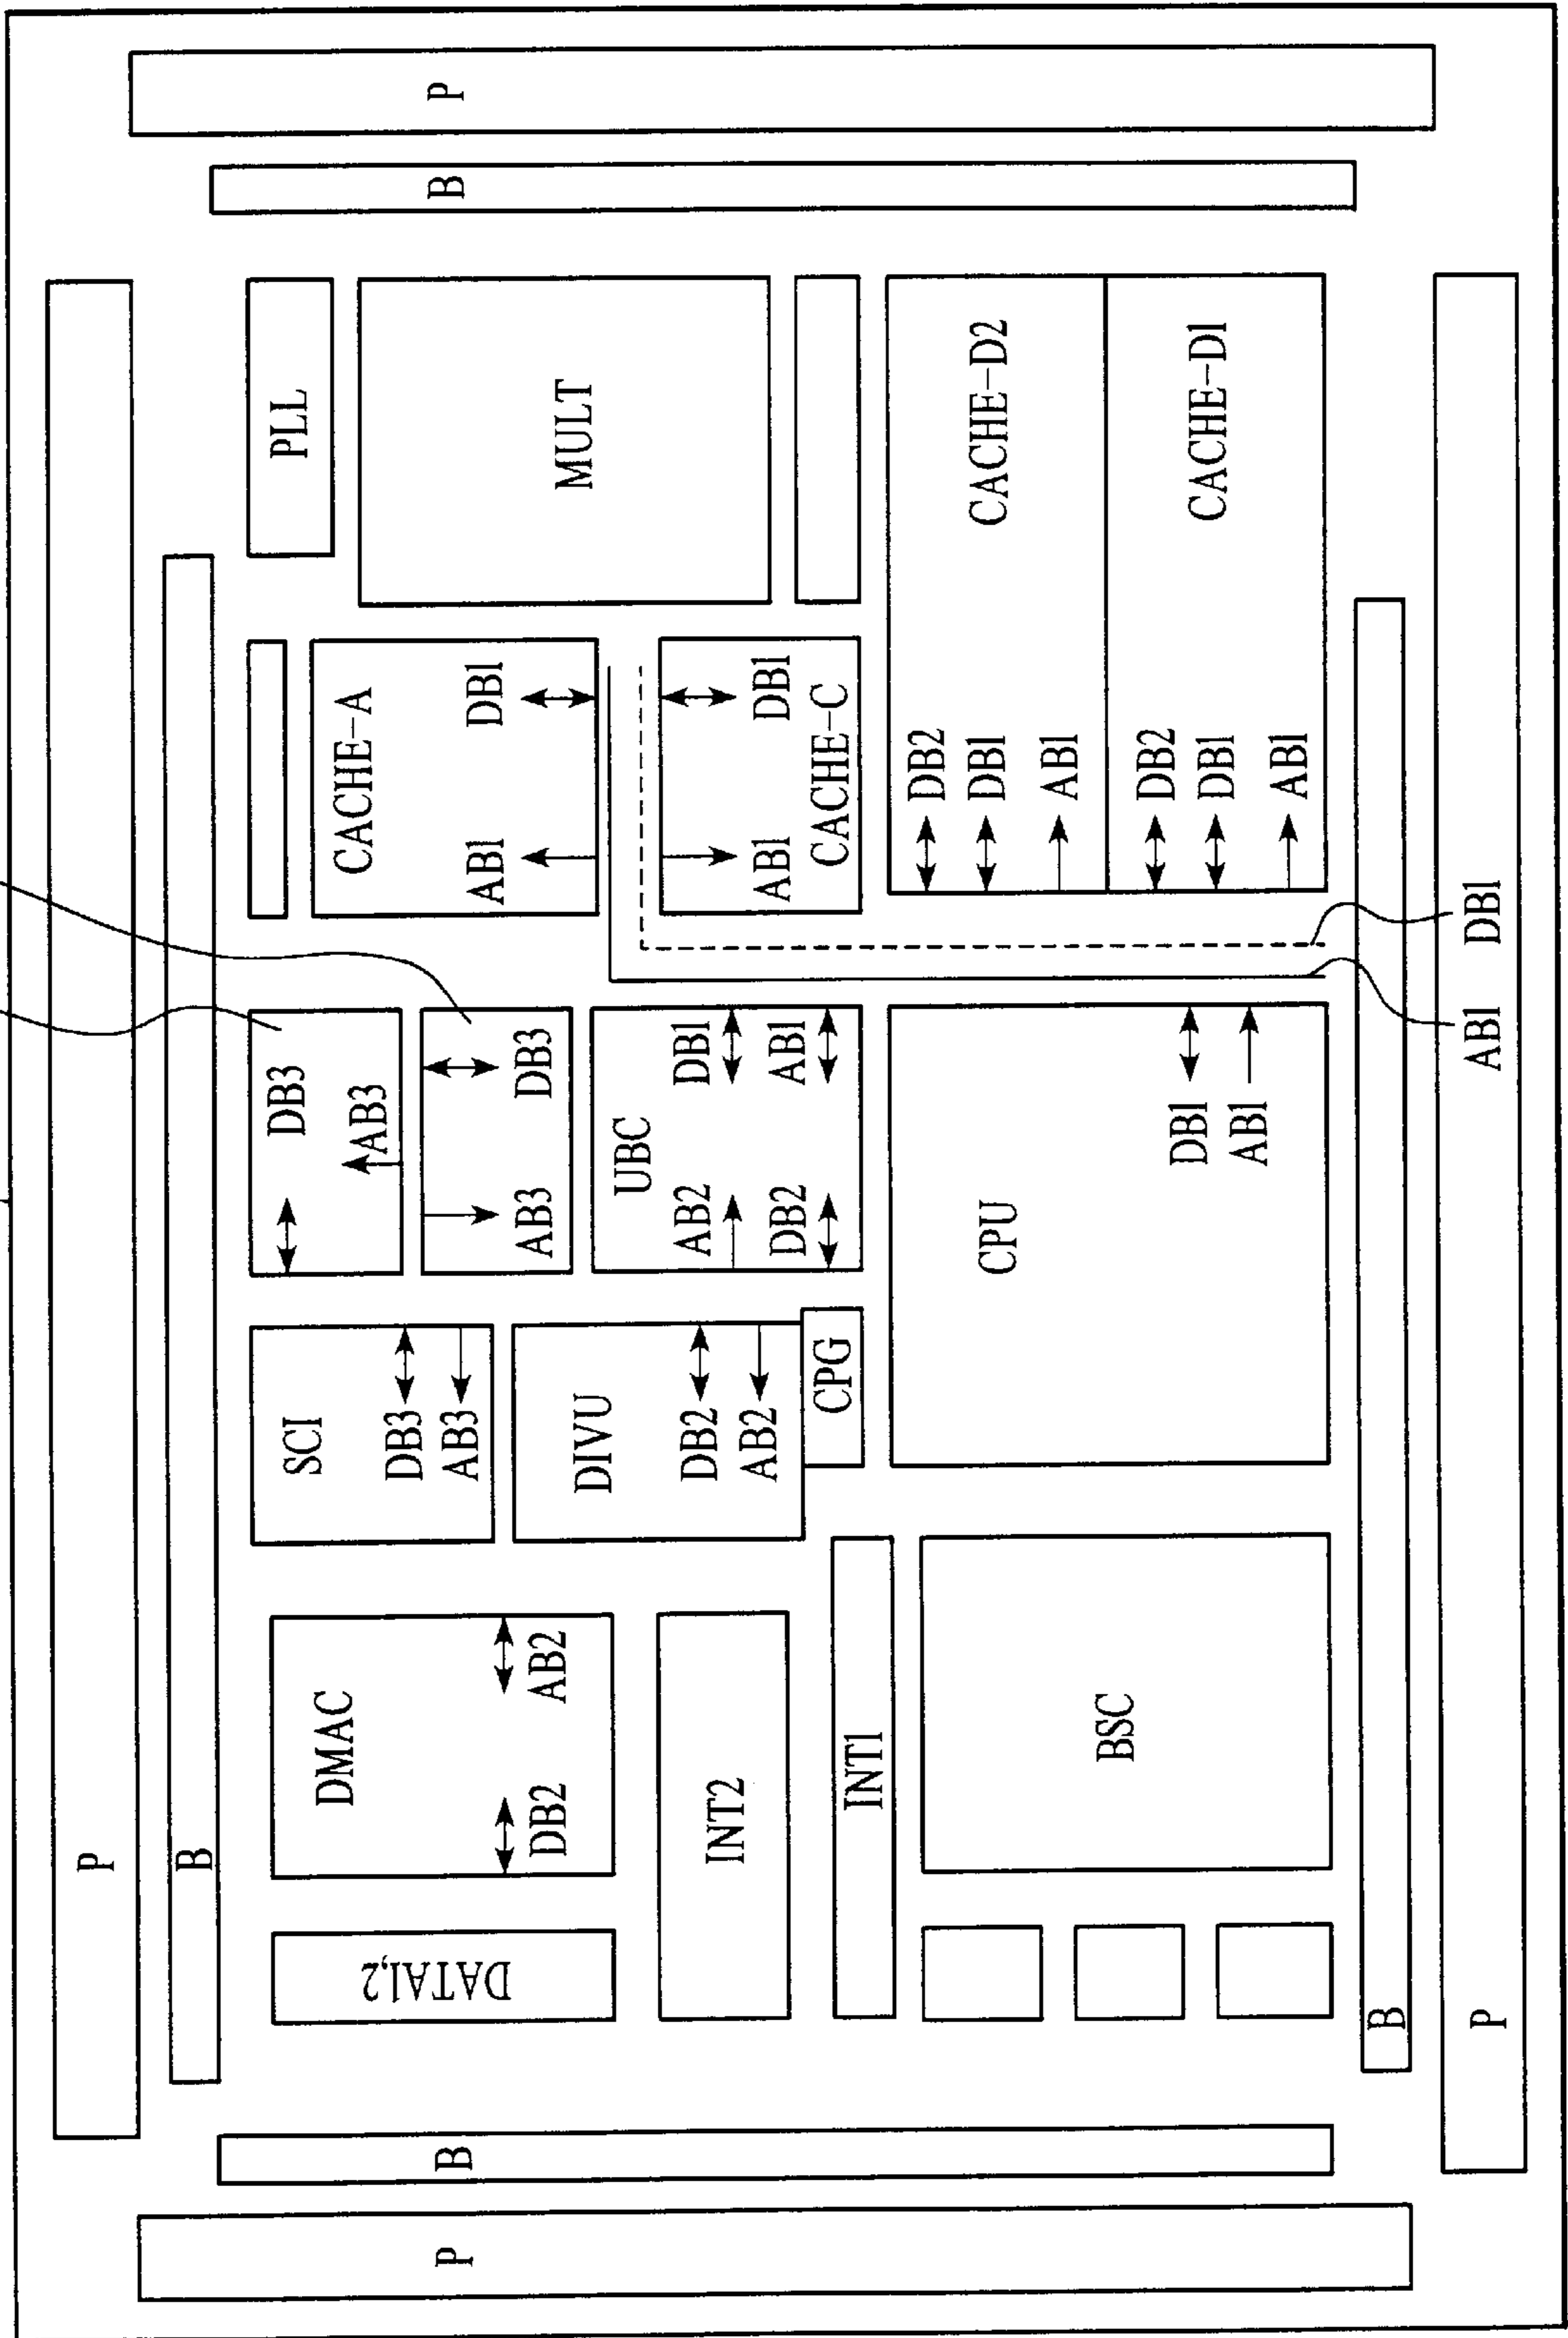 P
B
DMAC
DB2
AB2
DATA1,2
SCI
DB3
AB3
DB3
AB3
AB3
DB3
PLL
CACHE-A
AB1
DB1
MULT
INT2
DIVU
DB2
AB2
CPG
UBC
AB2
DB1
DB2
AB1
AB1
DB1
CACHE-C
INT1
BSC
CPU
DB1
AB1
DB2
DB1
AB1
CACHE-D2
DB2
DB1
AB1
CACHE-D1
P
B
B
P
B
P
AB1
DB1